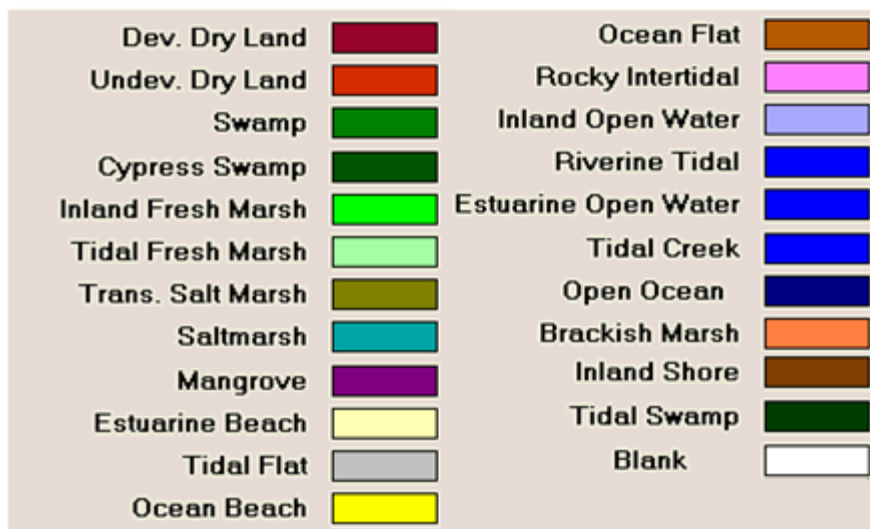 Dev. Dry Land
Undev. Dry Land
Swamp
Cypress Swamp
Inland Fresh Marsh
Tidal Fresh Marsh
Trans. Salt Marsh
Saltmarsh
Mangrove
Estuarine Beach
Tidal Flat
Ocean Beach
Ocean Flat
Rocky Intertidal
Inland Open Water
Riverine Tidal
Estuarine Open Water
Tidal Creek
Open Ocean
Brackish Marsh
Inland Shore
Tidal Swamp
Blank